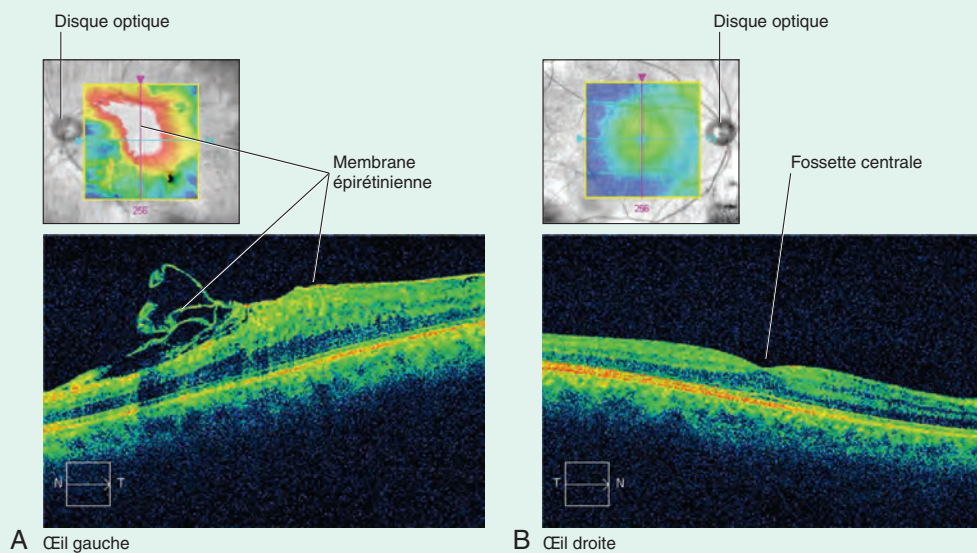 Disque optique
Disque optique
Membrane
épirétinienne
Fossette centrale
256
256
N T
T N
A Œil gauche
B Œil droite